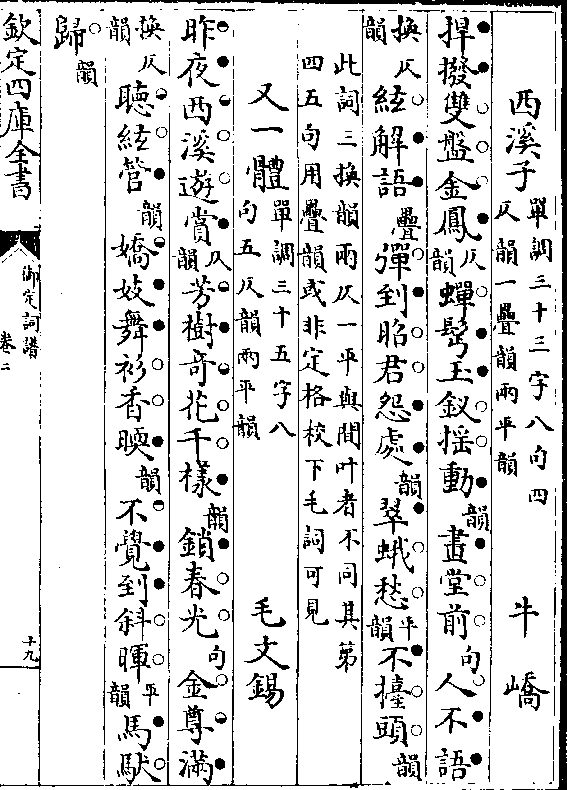 西溪子單調三十三字八句四
仄韻一疊韻兩平韻 牛嶠
捍撥雙盤金鳳仄韻蟬鬂玉釵揺動韻畫堂前句人不語
換仄韻絃解語疊彈到昭君怨處韻翠蛾愁平韻不擡頭韻
此詞三換韻兩仄一平與間叶者不同其第
四五句用疊韻或非定格校下毛詞可見
又一體單調三十五字八
句五仄韻兩平韻 毛文錫
昨夜西溪遊賞仄韻芳樹竒花千樣韻鎖春光句金尊滿
換仄韻聽絃管韻嬌妓舞衫香暖韻不覺到斜暉平韻馬馱
歸韻
欽定四庫全書
御定詞譜
卷二
十九